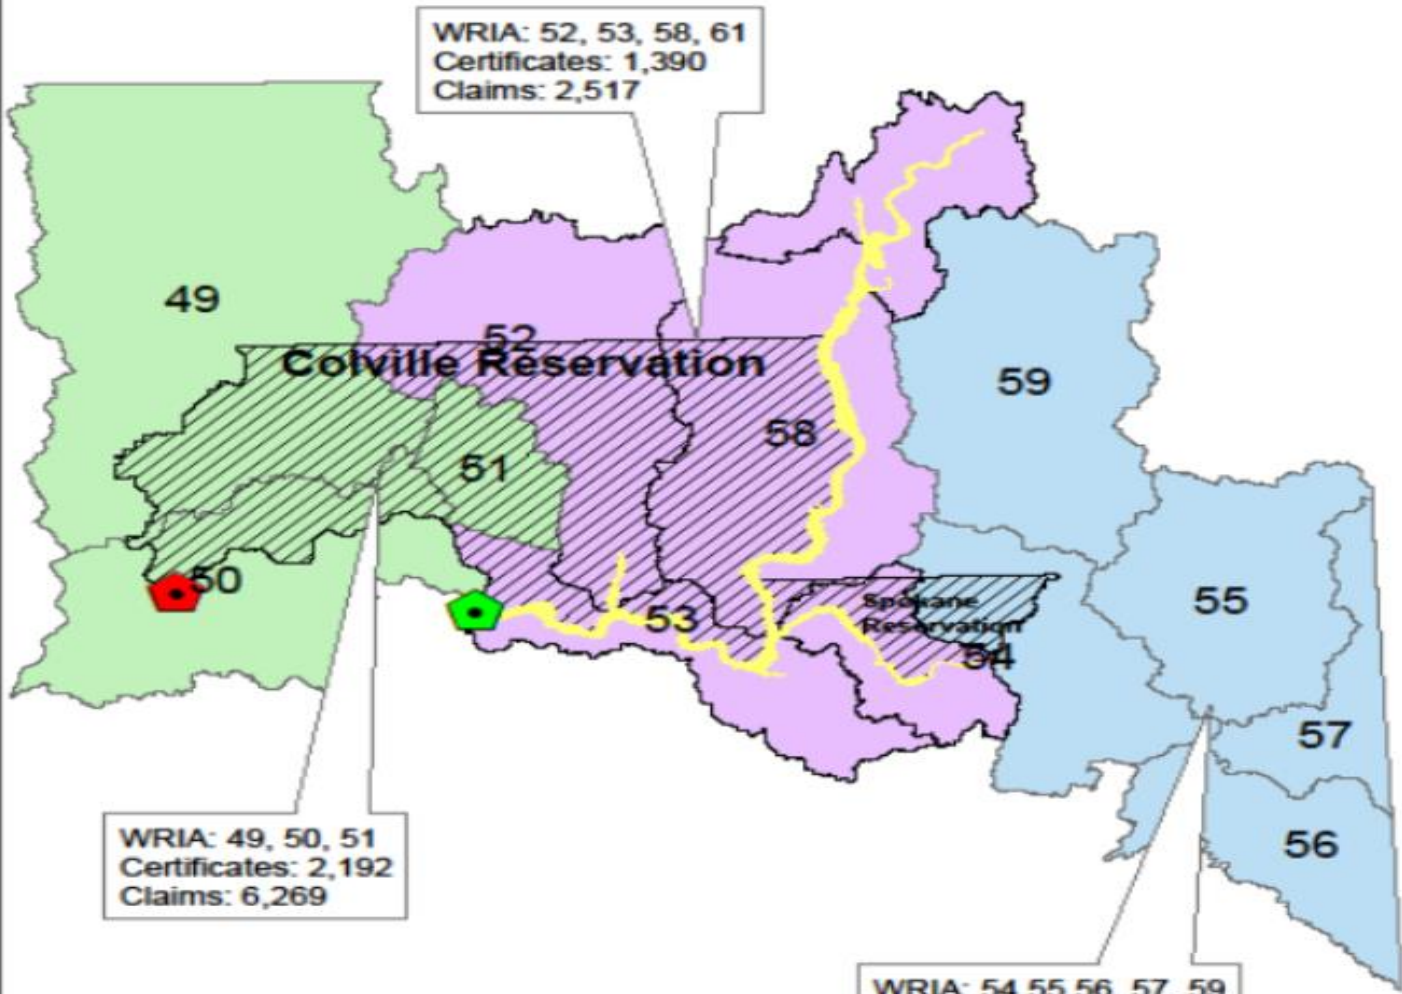 WRIA: 52, 53, 58, 61
Certificates: 1,390
Claims: 2,517
49
52
Colville Reservation
59
58
51
50
55
Spokane
Reservation
53
54
57
56
WRIA: 49, 50, 51
Certificates: 2,192
Claims: 6,269
WRIA: 54,55,56, 57, 59